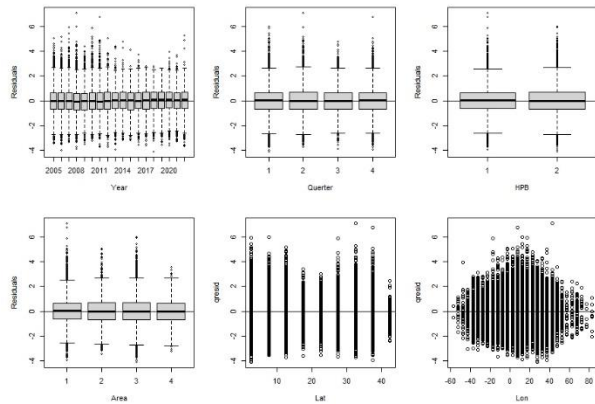 Residuals
-4 -2 0 2 4 6
2005 2008 2011 2014 2017 2020
Year
Residuals
-4 -2 0 2 4 6
1 2 3 4
Querter
Residuals
-4 -2 0 2 4 6
1 2
HPB
Residuals
-4 -2 0 2 4 6
1 2 3 4
Area
qresid
-4 -2 0 2 4 6
10 20 30 40
Lat
qresid
-4 -2 0 2 4 6
-60 -40 -20 0 20 40 60 80
Lon